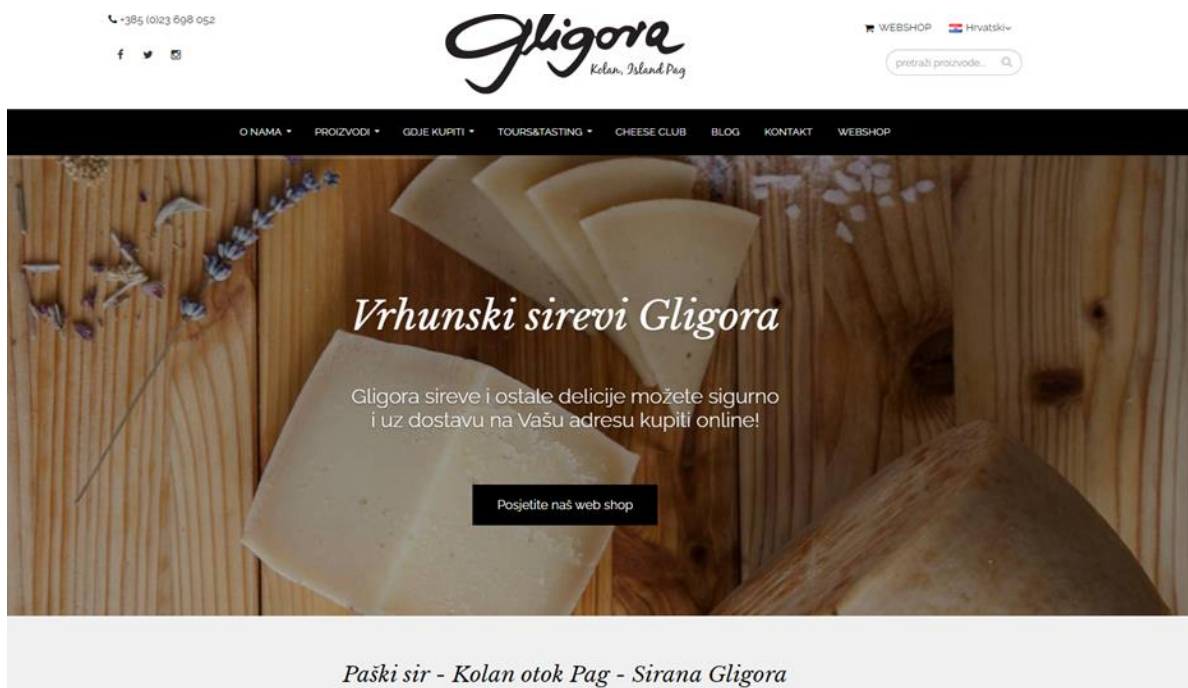 +385 (0)23 698 052
Gligora
Kolan, Island Pag
WEBSHOP
Hrvatski
pretraži proizvode...
O NAMA
PROIZVODI
GDJE KUPITI
TOURS&TASTING
CHEESE CLUB
BLOG
KONTAKT
WEBSHOP
Vrhunski sirevi Gligora
Gligora sireve i ostale delicije možete sigurno
i uz dostavu na Vašu adresu kupiti online!
Posjetite naš web shop
Paški sir - Kolan otok Pag - Sirana Gligora